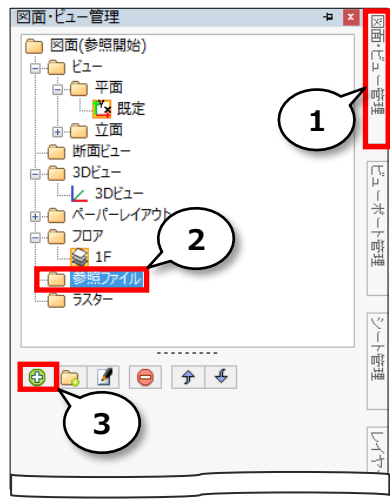 図面・ビュー管理
図面(参照開始)
ビュー
平面
既定
立面
断面ビュー
3Dビュー
3Dビュー
ペーパーレイアウト
フロア
1F
参照ファイル
ラスター
図面・ビュー管理
ビューポート管理
シート管理
レイヤ
1
2
3